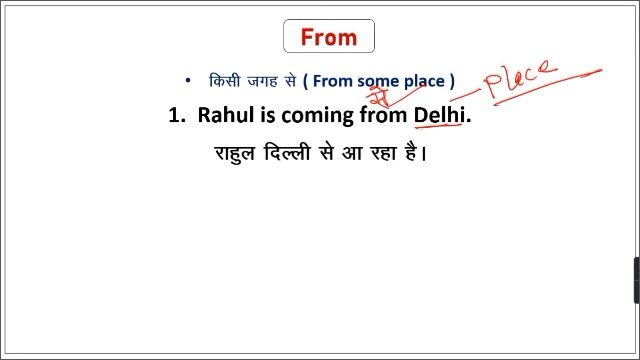 From
• किसी जगह से ( From some place )
से
Place
1. Rahul is coming from Delhi.
राहुल दिल्ली से आ रहा है।